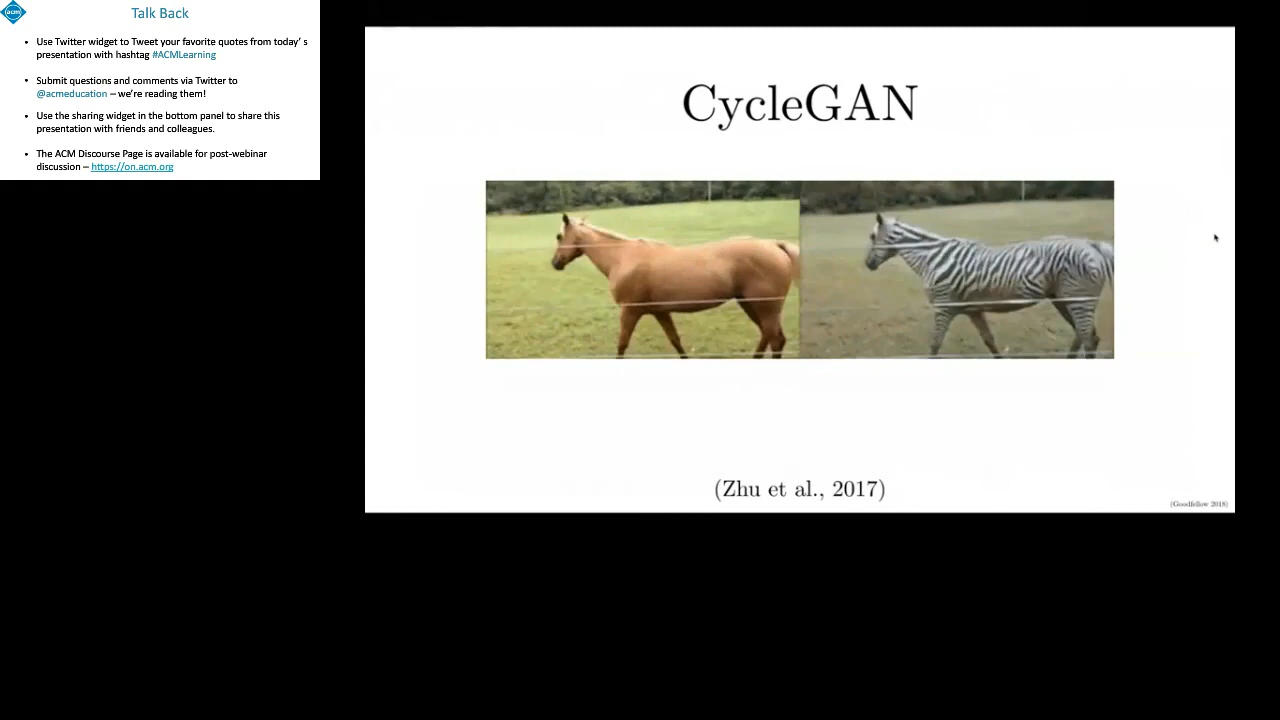 acm
Talk Back
• Use Twitter widget to Tweet your favorite quotes from today' s
presentation with hashtag #ACMLearning
• Submit questions and comments via Twitter to
@acmeducation – we're reading them!
• Use the sharing widget in the bottom panel to share this
presentation with friends and colleagues.
• The ACM Discourse Page is available for post-webinar
discussion – https://on.acm.org
CycleGAN
(Zhu et al., 2017)
(Goodfellow 2018)